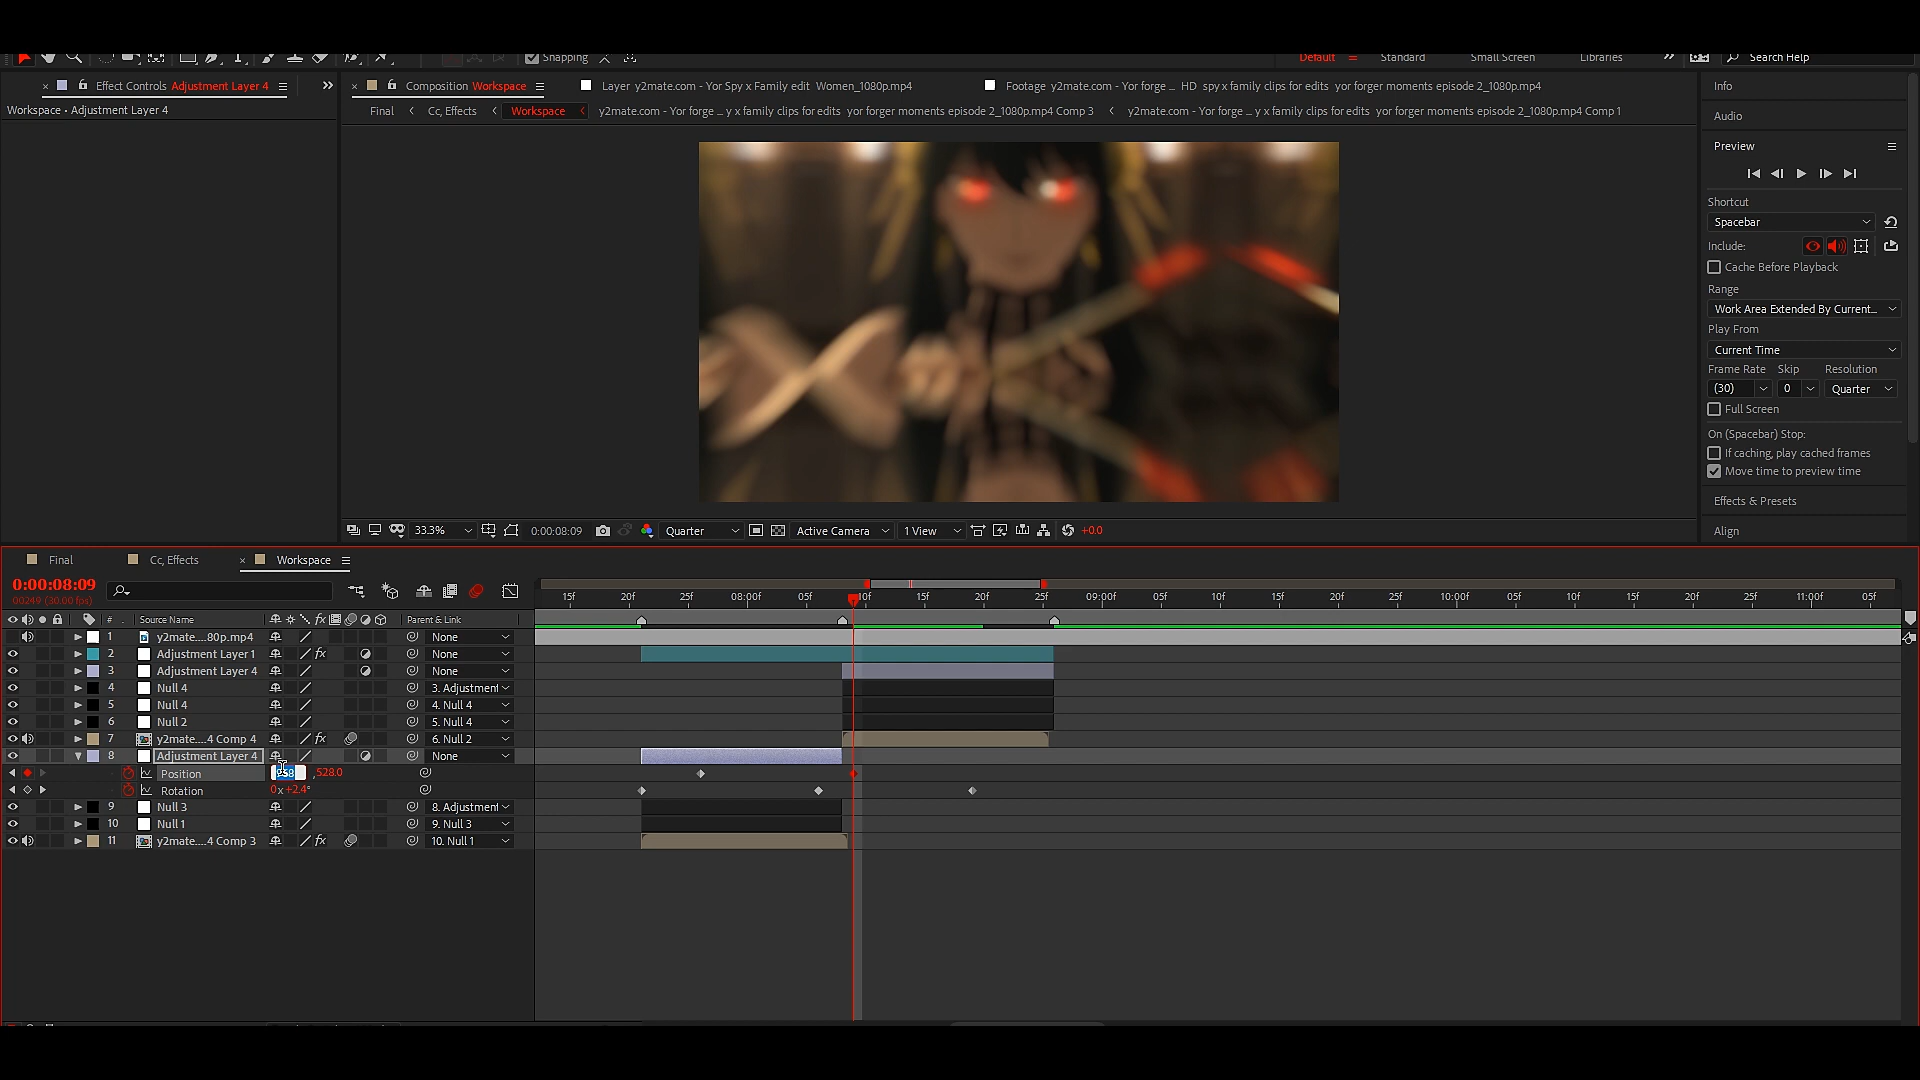 Snapping
Default
Standard
Small Screen
Libraries
Search Help
Effect Controls Adjustment Layer 4
Composition Workspace
Layer y2mate.com - Yor Spy x Family edit Women_1080p.mp4
Footage y2mate.com - Yor forge ... HD spy x family clips for edits yor forger moments episode 2_1080p.mp4
Info
Workspace • Adjustment Layer 4
Final
Cc, Effects
Workspace
y2mate.com - Yor forge ... y x family clips for edits yor forger moments episode 2_1080p.mp4 Comp 3
y2mate.com - Yor forge ... y x family clips for edits yor forger moments episode 2_1080p.mp4 Comp 1
Audio
Preview
Shortcut
Spacebar
Include:
Cache Before Playback
Range
Work Area Extended By Current...
Play From
Current Time
Frame Rate Skip Resolution
(30) 0 Quarter
Full Screen
On (Spacebar) Stop:
If caching, play cached frames
Move time to preview time
Effects & Presets
Align
33.3%
0:00:08:09
Quarter
Active Camera
1 View
+0.0
Final
Cc, Effects
Workspace
0:00:08:09
00249 (30.00 fps)
15f 20f 25f 08:00f 05f 10f 15f 20f 25f 09:00f 05f 10f 15f 20f 25f 10:00f 05f 10f 15f 20f 25f 11:00f 05f
# Source Name fx Parent & Link
1 y2mate....80p.mp4 None
2 Adjustment Layer 1 fx None
3 Adjustment Layer 4 None
4 Null 4 3. Adjustment
5 Null 4 4. Null 4
6 Null 2 5. Null 4
7 y2mate....4 Comp 4 fx 6. Null 2
8 Adjustment Layer 4 None
Position ,528.0
Rotation 0x+2.4°
9 Null 3 8. Adjustment
10 Null 1 9. Null 3
11 y2mate....4 Comp 3 fx 10. Null 1